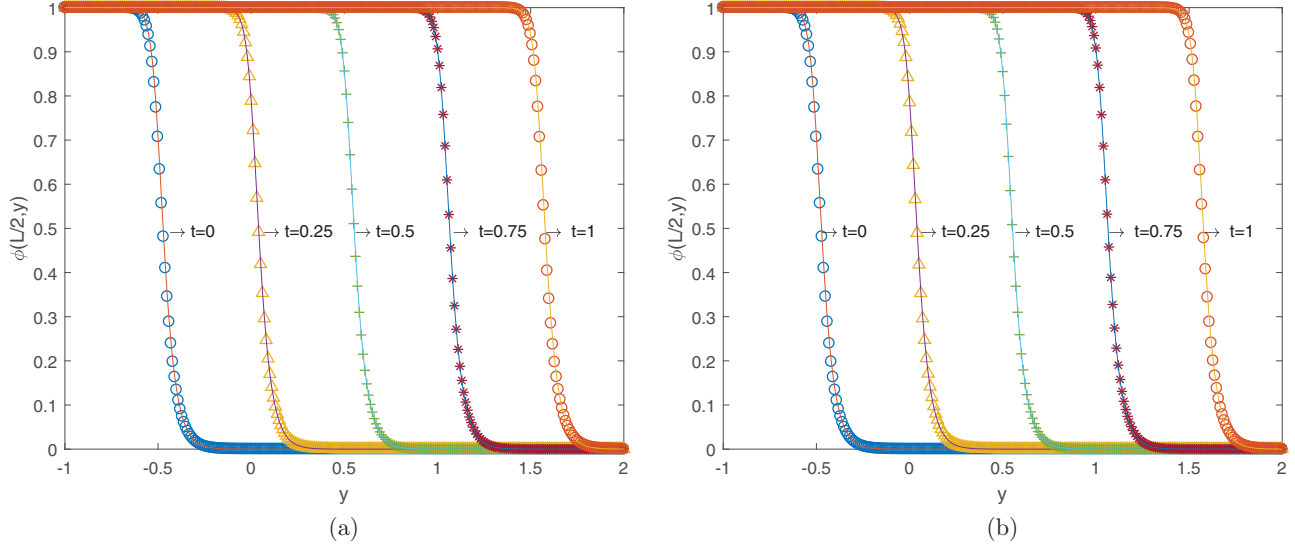 1
0.9
0.8
0.7
0.6
0.5
0.4
0.3
0.2
0.1
0
ϕ(L/2,y)
→ t=0
→ t=0.25
→ t=0.5
→ t=0.75
→ t=1
-1
-0.5
0
0.5
1
1.5
2
y
(a)
1
0.9
0.8
0.7
0.6
0.5
0.4
0.3
0.2
0.1
0
ϕ(L/2,y)
→ t=0
→ t=0.25
→ t=0.5
→ t=0.75
→ t=1
-1
-0.5
0
0.5
1
1.5
2
y
(b)